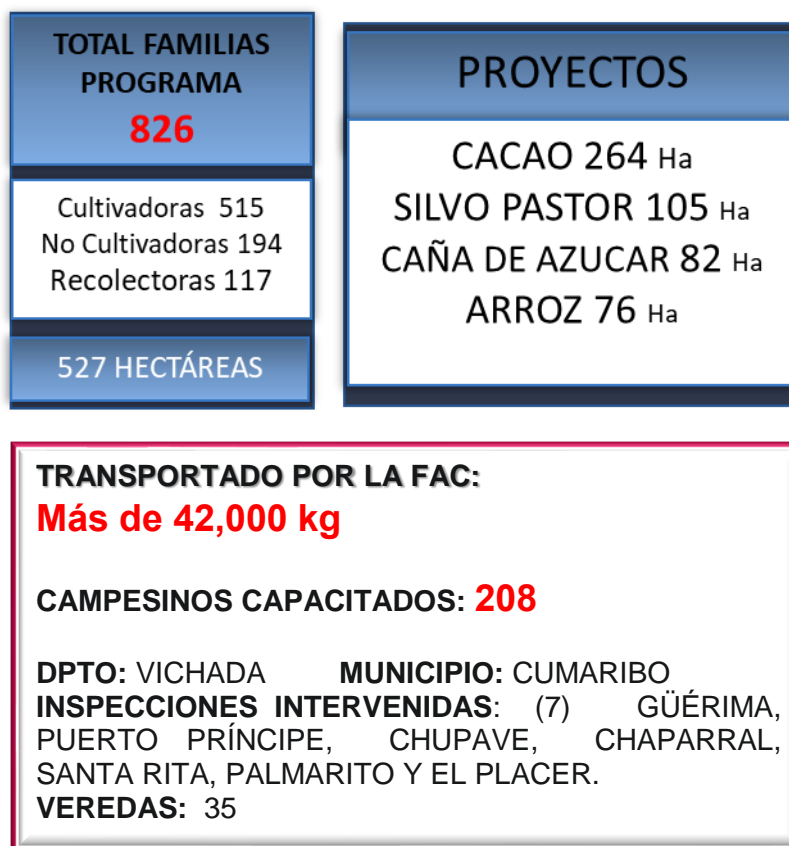 TOTAL FAMILIAS
PROGRAMA
826
Cultivadoras 515
No Cultivadoras 194
Recolectoras 117
527 HECTÁREAS
PROYECTOS
CACAO 264 Ha
SILVO PASTOR 105 Ha
CAÑA DE AZUCAR 82 Ha
ARROZ 76 Ha
TRANSPORTADO POR LA FAC:
Más de 42,000 kg
CAMPESINOS CAPACITADOS: 208
DPTO: VICHADA MUNICIPIO: CUMARIBO
INSPECCIONES INTERVENIDAS: (7) GÜÉRIMA,
PUERTO PRÍNCIPE, CHUPAVE, CHAPARRAL,
SANTA RITA, PALMARITO Y EL PLACER.
VEREDAS: 35